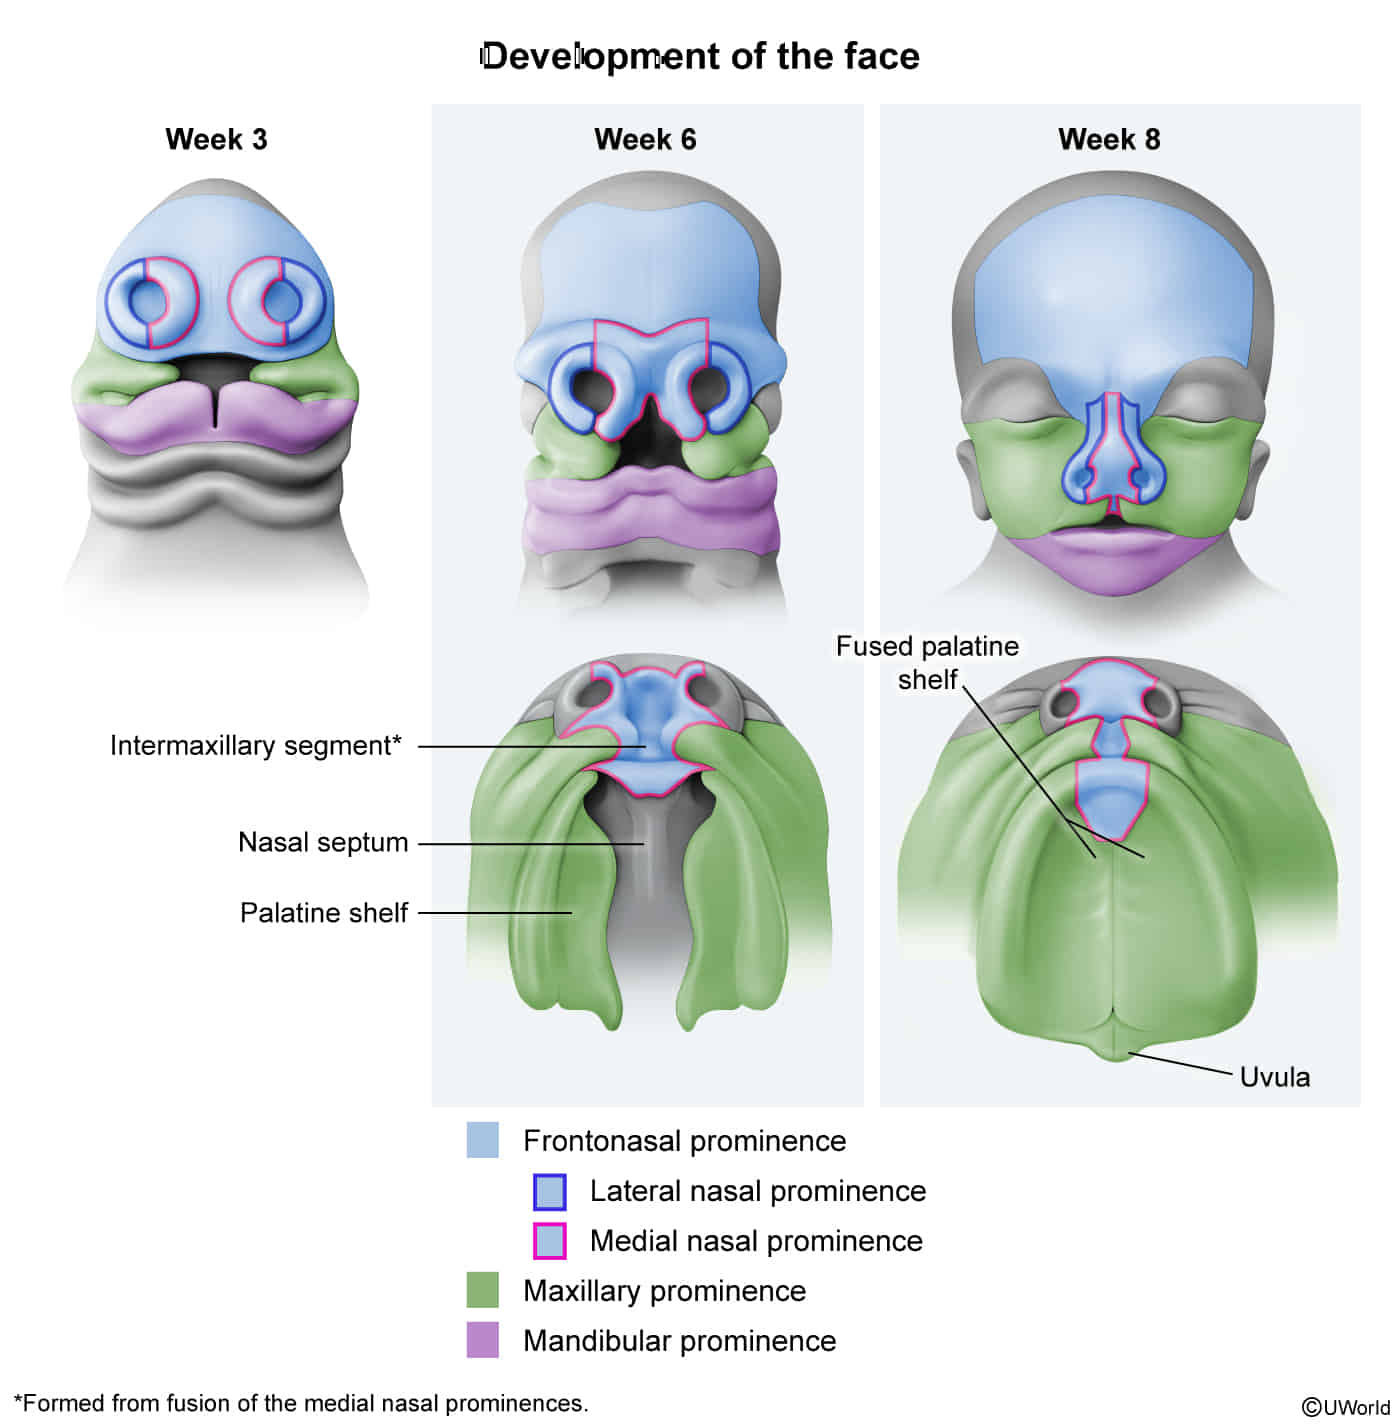 Development of the face
Week 3
Week 6
Week 8
Fused palatine
shelf
Intermaxillary segment*
Nasal septum
Palatine shelf
Uvula
Frontonasal prominence
Lateral nasal prominence
Medial nasal prominence
Maxillary prominence
Mandibular prominence
*Formed from fusion of the medial nasal prominences.
©UWorld